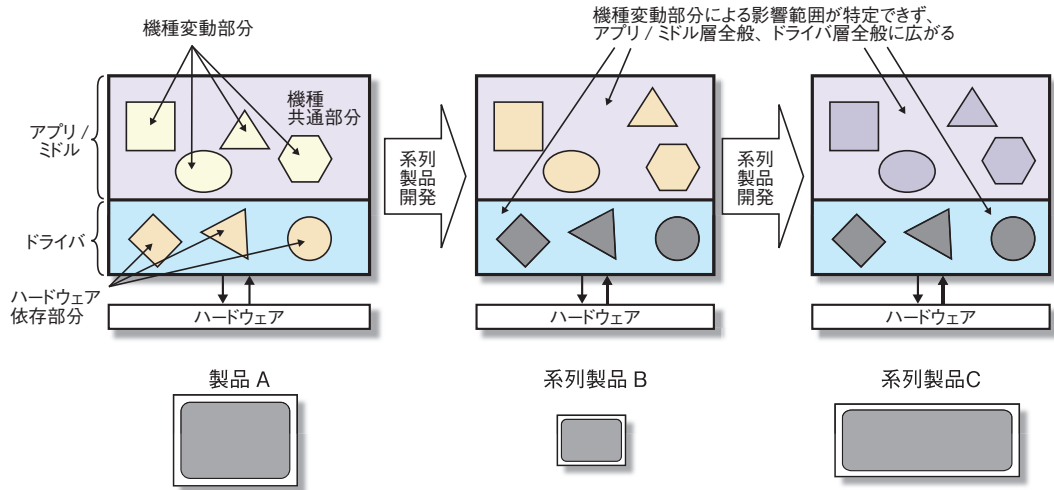 機種変動部分
機種変動部分による影響範囲が特定できず、
アプリ / ミドル層全般、ドライバ層全般に広がる
アプリ /
ミドル
機種
共通部分
系列
製品
開発
系列
製品
開発
ドライバ
ハードウェア
依存部分
ハードウェア
ハードウェア
ハードウェア
製品 A
系列製品 B
系列製品C